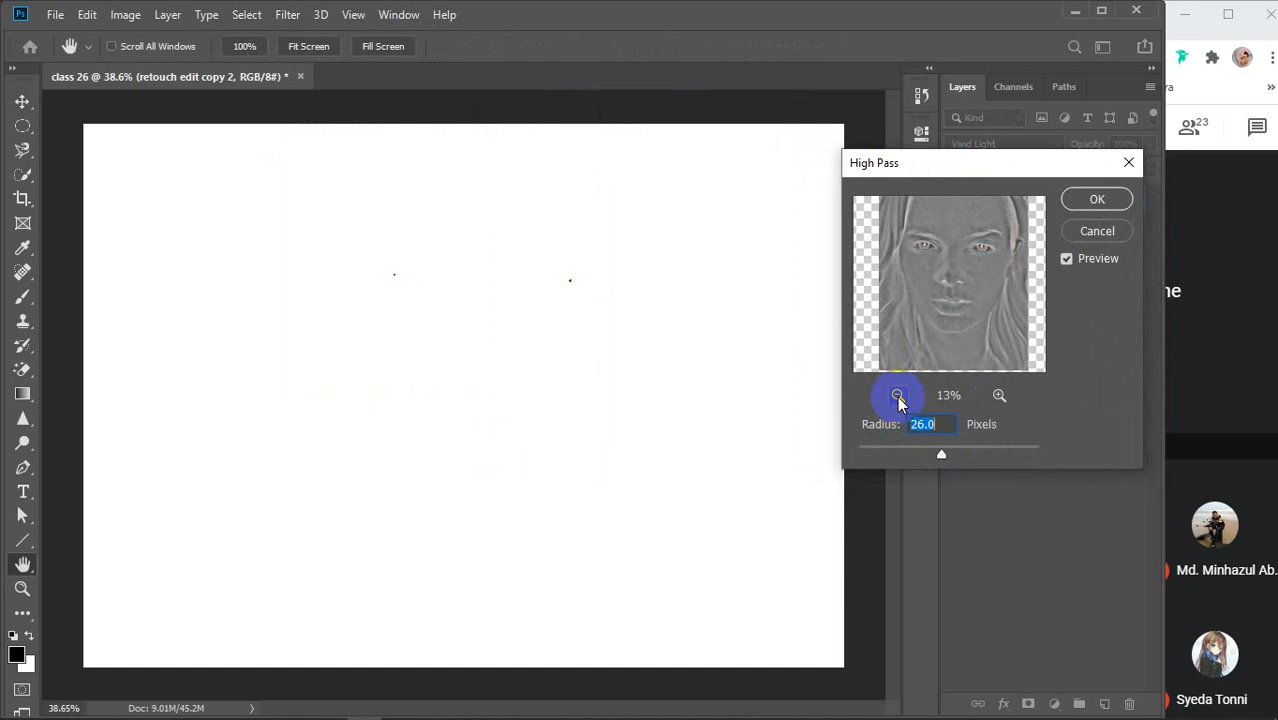 Ps File Edit Image Layer Type Select Filter 3D View Window Help
Scroll All Windows 100% Fit Screen Fill Screen
class 26 @ 38.6% (retouch edit copy 2, RGB/8#) * ×
Layers Channels Paths
Kind
Vivid Light Opacity: 100%
High Pass
OK
Cancel
Preview
13%
Radius: 26.0 Pixels
38.65% Doc: 9.01M/45.2M
fx
ra
23
ne
Md. Minhazul Ab.
Syeda Tonni